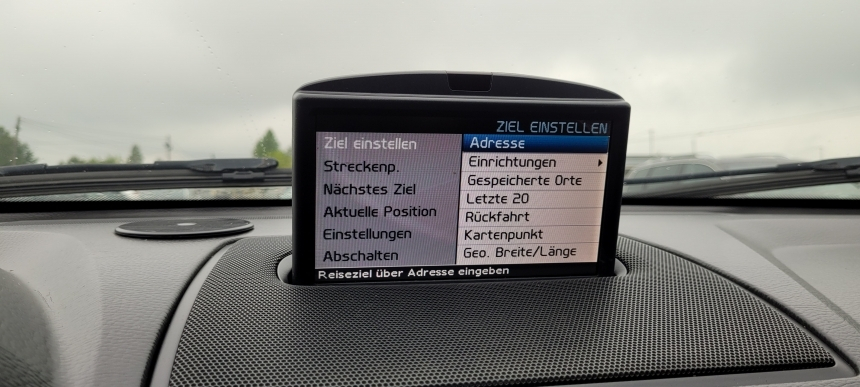 ZIEL EINSTELLEN
Ziel einstellen
Streckenp.
Nächstes Ziel
Aktuelle Position
Einstellungen
Abschalten
Adresse
Einrichtungen
Gespeicherte Orte
Letzte 20
Rückfahrt
Kartenpunkt
Geo. Breite/Länge
Reiseziel über Adresse eingeben